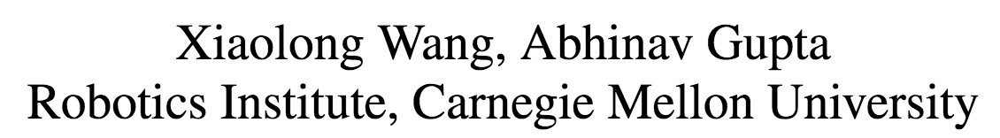 Xiaolong Wang, Abhinav Gupta
Robotics Institute, Carnegie Mellon University